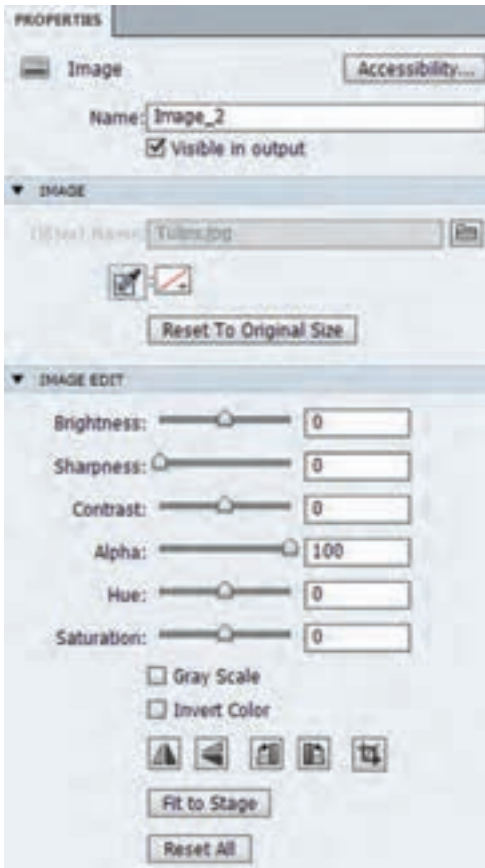 PROPERTIES
Image
Accessibility...
Name: Image_2
Visible in output
IMAGE
Object Name: Tulips.jpg
Reset To Original Size
IMAGE EDIT
Brightness: 0
Sharpness: 0
Contrast: 0
Alpha: 100
Hue: 0
Saturation: 0
Gray Scale
Invert Color
Fit to Stage
Reset All